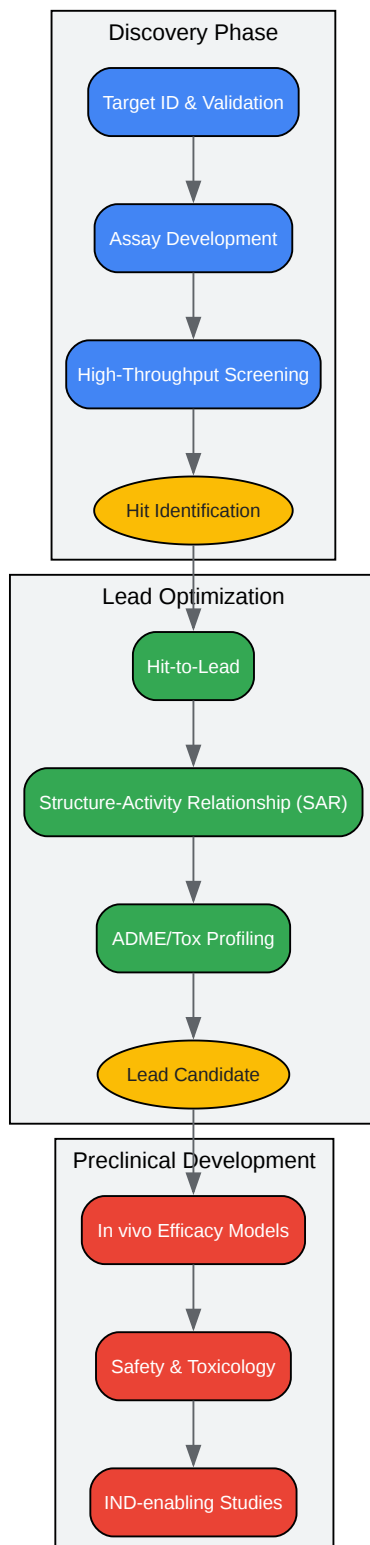 Discovery Phase
Target ID & Validation
Assay Development
High-Throughput Screening
Hit Identification
Lead Optimization
Hit-to-Lead
Structure-Activity Relationship (SAR)
ADME/Tox Profiling
Lead Candidate
Preclinical Development
In vivo Efficacy Models
Safety & Toxicology
IND-enabling Studies